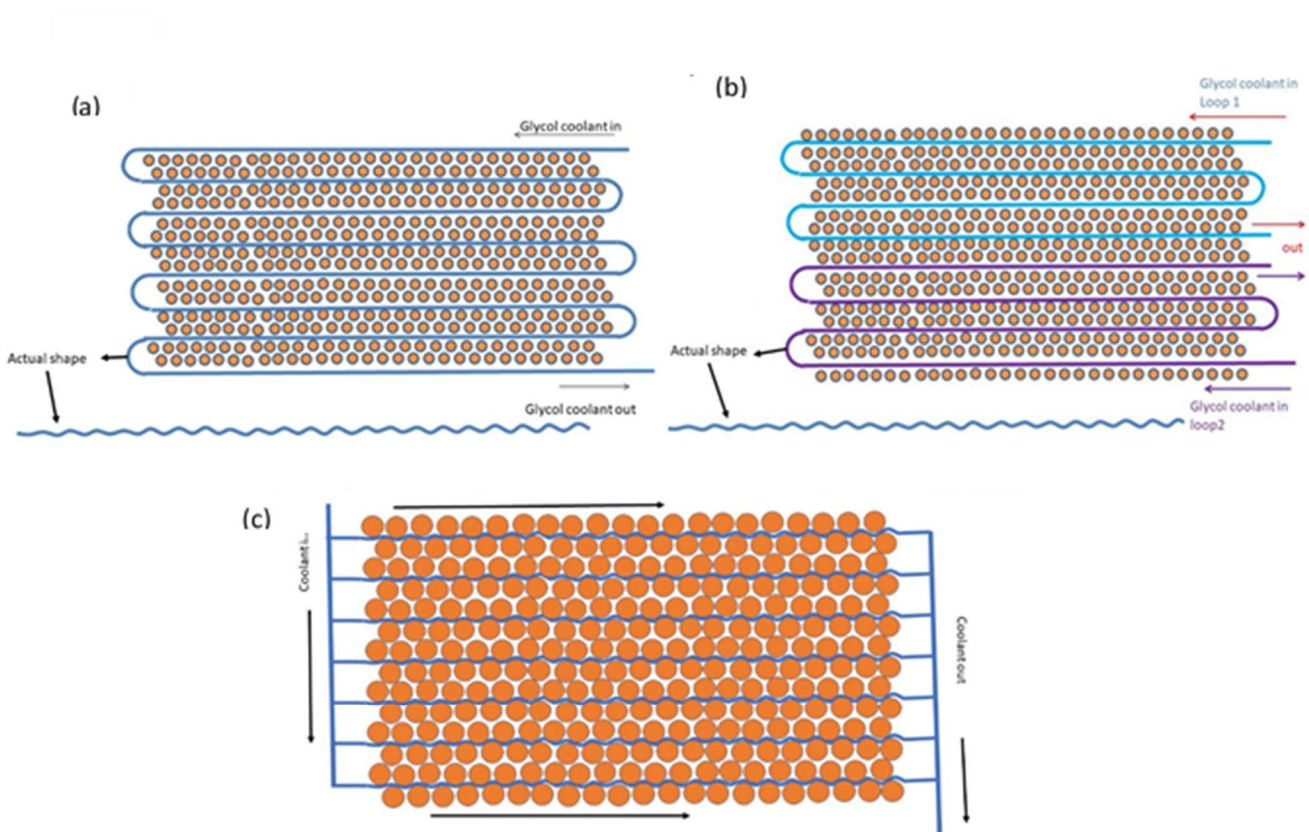 (a)
Glycol coolant in
Actual shape
Glycol coolant out
(b)
Glycol coolant in
Loop 1
out
Actual shape
Glycol coolant in
loop2
(c)
Coolant i...
Coolant out